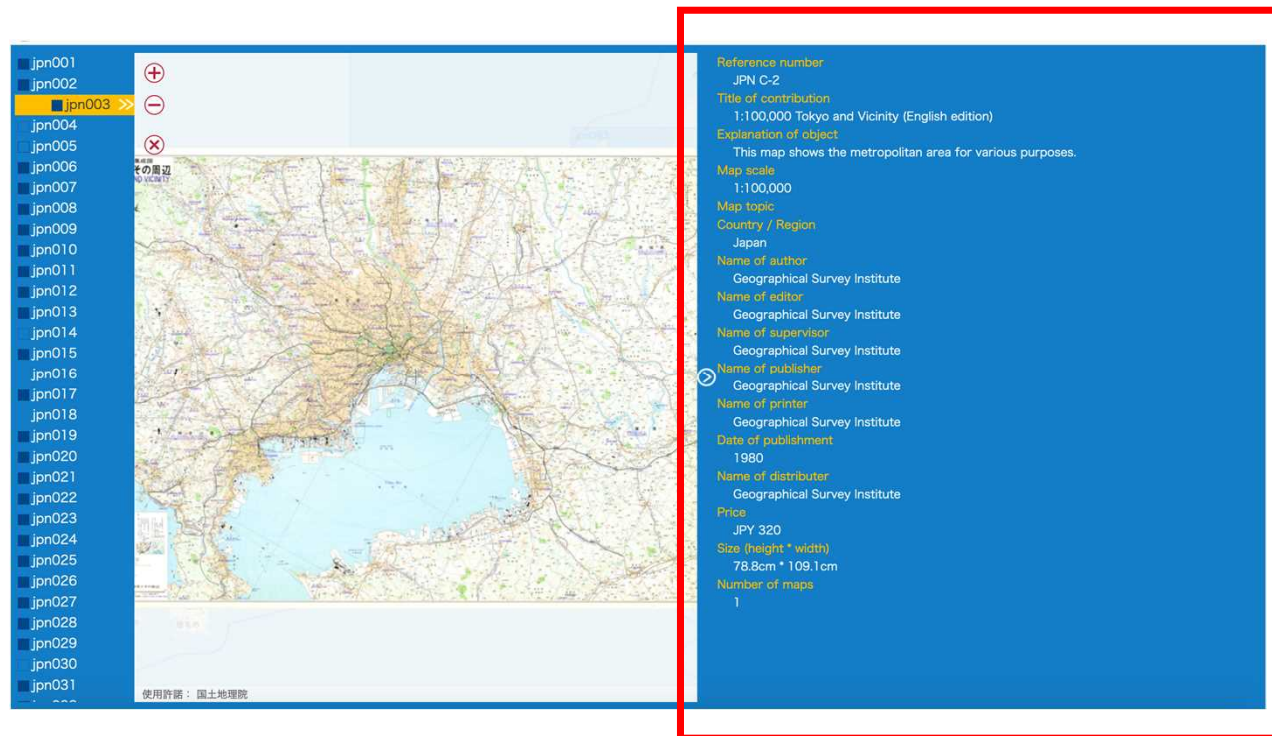 jpn001
jpn002
jpn003
jpn004
jpn005
jpn006
jpn007
jpn008
jpn009
jpn010
jpn011
jpn012
jpn013
jpn014
jpn015
jpn016
jpn017
jpn018
jpn019
jpn020
jpn021
jpn022
jpn023
jpn024
jpn025
jpn026
jpn027
jpn028
jpn029
jpn030
jpn031
集成図
その周辺
ND VICINITY
使用許諾： 国土地理院
Reference number
JPN C-2
Title of contribution
1:100,000 Tokyo and Vicinity (English edition)
Explanation of object
This map shows the metropolitan area for various purposes.
Map scale
1:100,000
Map topic
Country / Region
Japan
Name of author
Geographical Survey Institute
Name of editor
Geographical Survey Institute
Name of supervisor
Geographical Survey Institute
Name of publisher
Geographical Survey Institute
Name of printer
Geographical Survey Institute
Date of publishment
1980
Name of distributer
Geographical Survey Institute
Price
JPY 320
Size (height * width)
78.8cm * 109.1cm
Number of maps
1